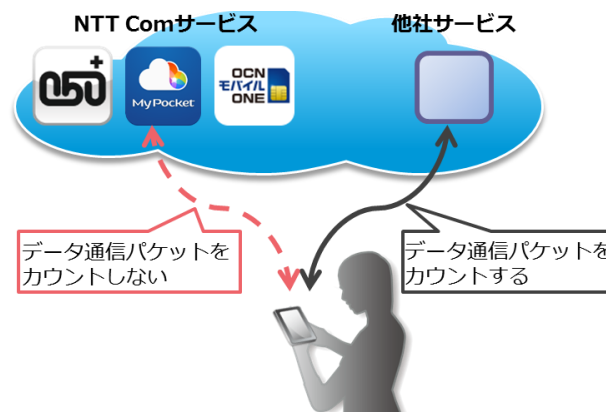 NTT Comサービス
他社サービス
050+
My Pocket
OCN
モバイル
ONE
データ通信パケットを
カウントしない
データ通信パケットを
カウントする